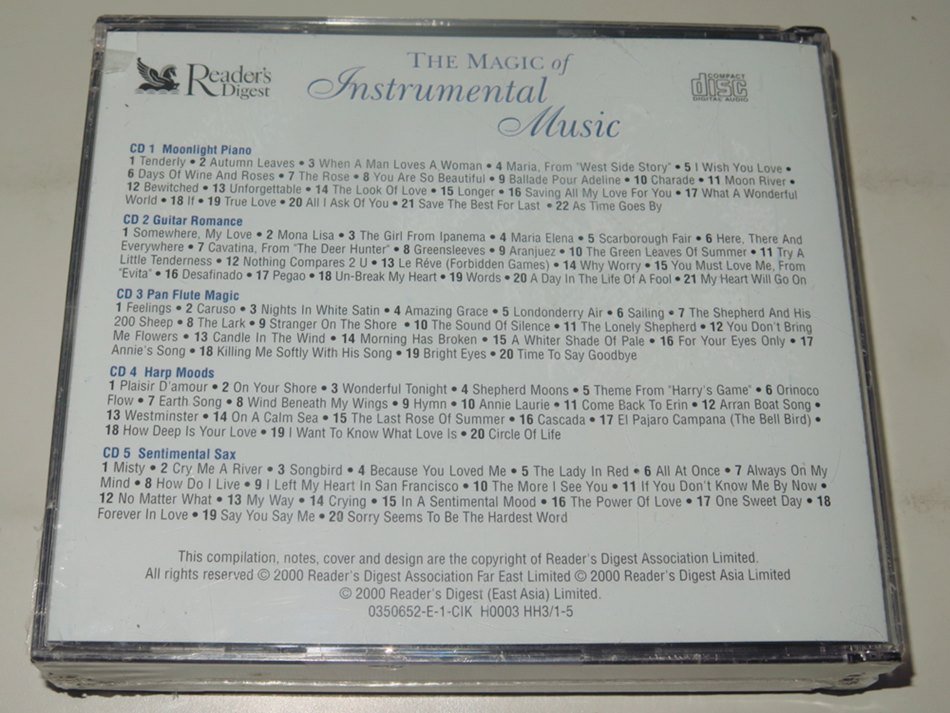 Reader's
Digest
THE MAGIC of
Instrumental
Music
COMPACT
disc
DIGITAL AUDIO
CD 1 Moonlight Piano
1 Tenderly • 2 Autumn Leaves • 3 When A Man Loves A Woman • 4 Maria, From "West Side Story" • 5 I Wish You Love •
6 Days Of Wine And Roses • 7 The Rose • 8 You Are So Beautiful • 9 Ballade Pour Adeline • 10 Charade • 11 Moon River •
12 Bewitched • 13 Unforgettable • 14 The Look Of Love • 15 Longer • 16 Saving All My Love For You • 17 What A Wonderful
World • 18 If • 19 True Love • 20 All I Ask Of You • 21 Save The Best For Last • 22 As Time Goes By
CD 2 Guitar Romance
1 Somewhere, My Love • 2 Mona Lisa • 3 The Girl From Ipanema • 4 Maria Elena • 5 Scarborough Fair • 6 Here, There And
Everywhere • 7 Cavatina, From "The Deer Hunter" • 8 Greensleeves • 9 Aranjuez • 10 The Green Leaves Of Summer • 11 Try A
Little Tenderness • 12 Nothing Compares 2 U • 13 Le Rêve (Forbidden Games) • 14 Why Worry • 15 You Must Love Me, From
"Evita" • 16 Desafinado • 17 Pegao • 18 Un-Break My Heart • 19 Words • 20 A Day In The Life Of A Fool • 21 My Heart Will Go On
CD 3 Pan Flute Magic
1 Feelings • 2 Caruso • 3 Nights In White Satin • 4 Amazing Grace • 5 Londonderry Air • 6 Sailing • 7 The Shepherd And His
200 Sheep • 8 The Lark • 9 Stranger On The Shore • 10 The Sound Of Silence • 11 The Lonely Shepherd • 12 You Don't Bring
Me Flowers • 13 Candle In The Wind • 14 Morning Has Broken • 15 A Whiter Shade Of Pale • 16 For Your Eyes Only • 17
Annie's Song • 18 Killing Me Softly With His Song • 19 Bright Eyes • 20 Time To Say Goodbye
CD 4 Harp Moods
1 Plaisir D'amour • 2 On Your Shore • 3 Wonderful Tonight • 4 Shepherd Moons • 5 Theme From "Harry's Game" • 6 Orinoco
Flow • 7 Earth Song • 8 Wind Beneath My Wings • 9 Hymn • 10 Annie Laurie • 11 Come Back To Erin • 12 Arran Boat Song •
13 Westminster • 14 On A Calm Sea • 15 The Last Rose Of Summer • 16 Cascada • 17 El Pajaro Campana (The Bell Bird) •
18 How Deep Is Your Love • 19 I Want To Know What Love Is • 20 Circle Of Life
CD 5 Sentimental Sax
1 Misty • 2 Cry Me A River • 3 Songbird • 4 Because You Loved Me • 5 The Lady In Red • 6 All At Once • 7 Always On My
Mind • 8 How Do I Live • 9 I Left My Heart In San Francisco • 10 The More I See You • 11 If You Don't Know Me By Now •
12 No Matter What • 13 My Way • 14 Crying • 15 In A Sentimental Mood • 16 The Power Of Love • 17 One Sweet Day • 18
Forever In Love • 19 Say You Say Me • 20 Sorry Seems To Be The Hardest Word
This compilation, notes, cover and design are the copyright of Reader's Digest Association Limited.
All rights reserved © 2000 Reader's Digest Association Far East Limited © 2000 Reader's Digest Asia Limited
© 2000 Reader's Digest (East Asia) Limited.
0350652-E-1-CIK H0003 HH3/1-5